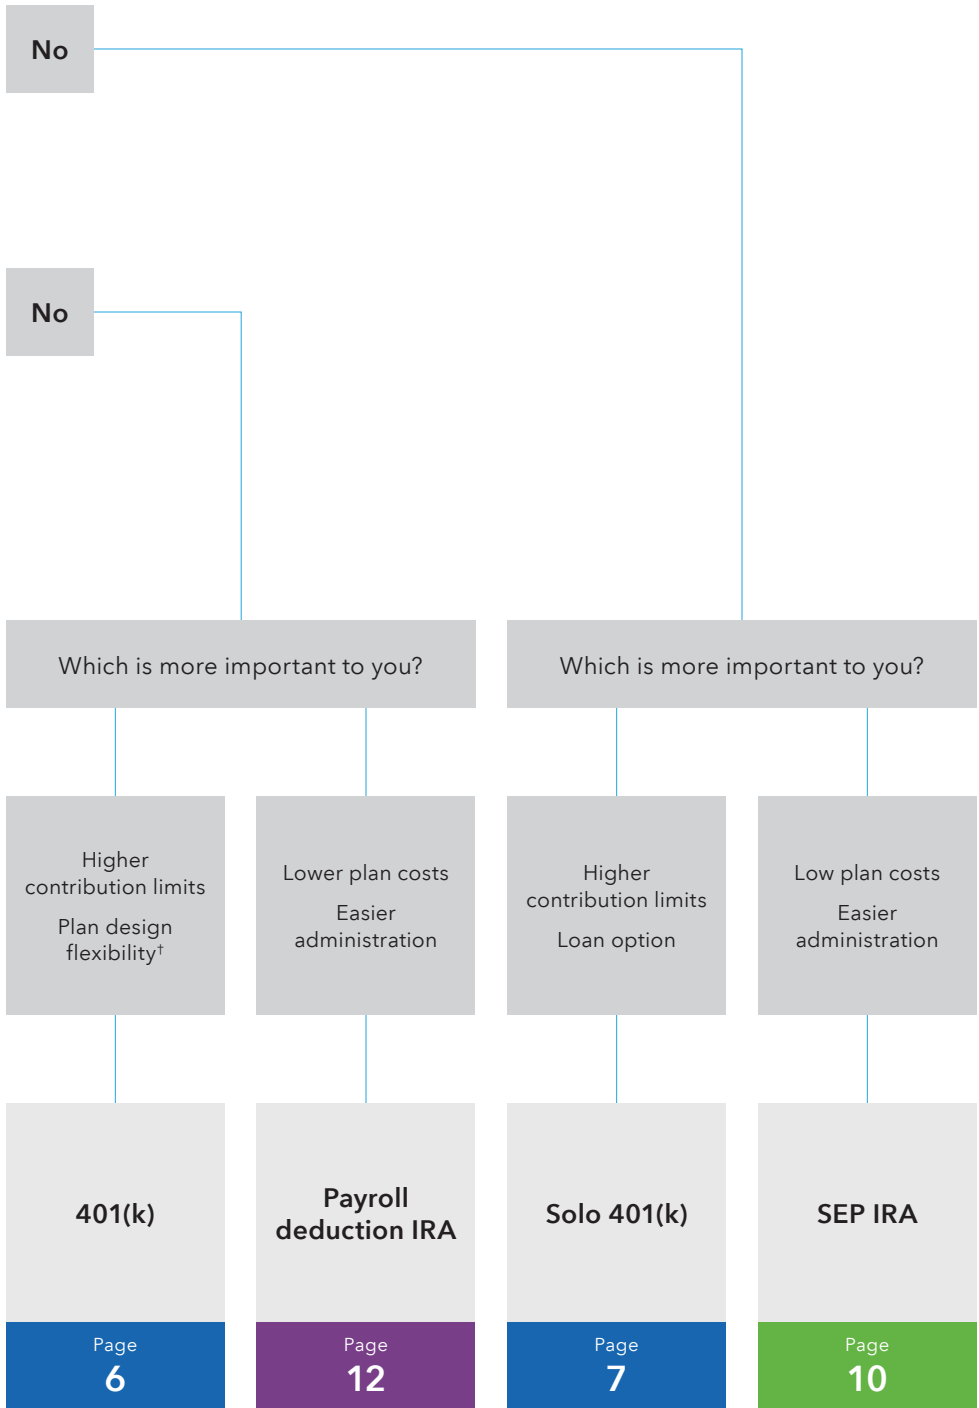 No
No
Which is more important to you?
Which is more important to you?
Higher
contribution limits
Plan design
flexibility†
Lower plan costs
Easier
administration
Higher
contribution limits
Loan option
Low plan costs
Easier
administration
401(k)
Payroll
deduction IRA
Solo 401(k)
SEP IRA
Page
6
Page
12
Page
7
Page
10